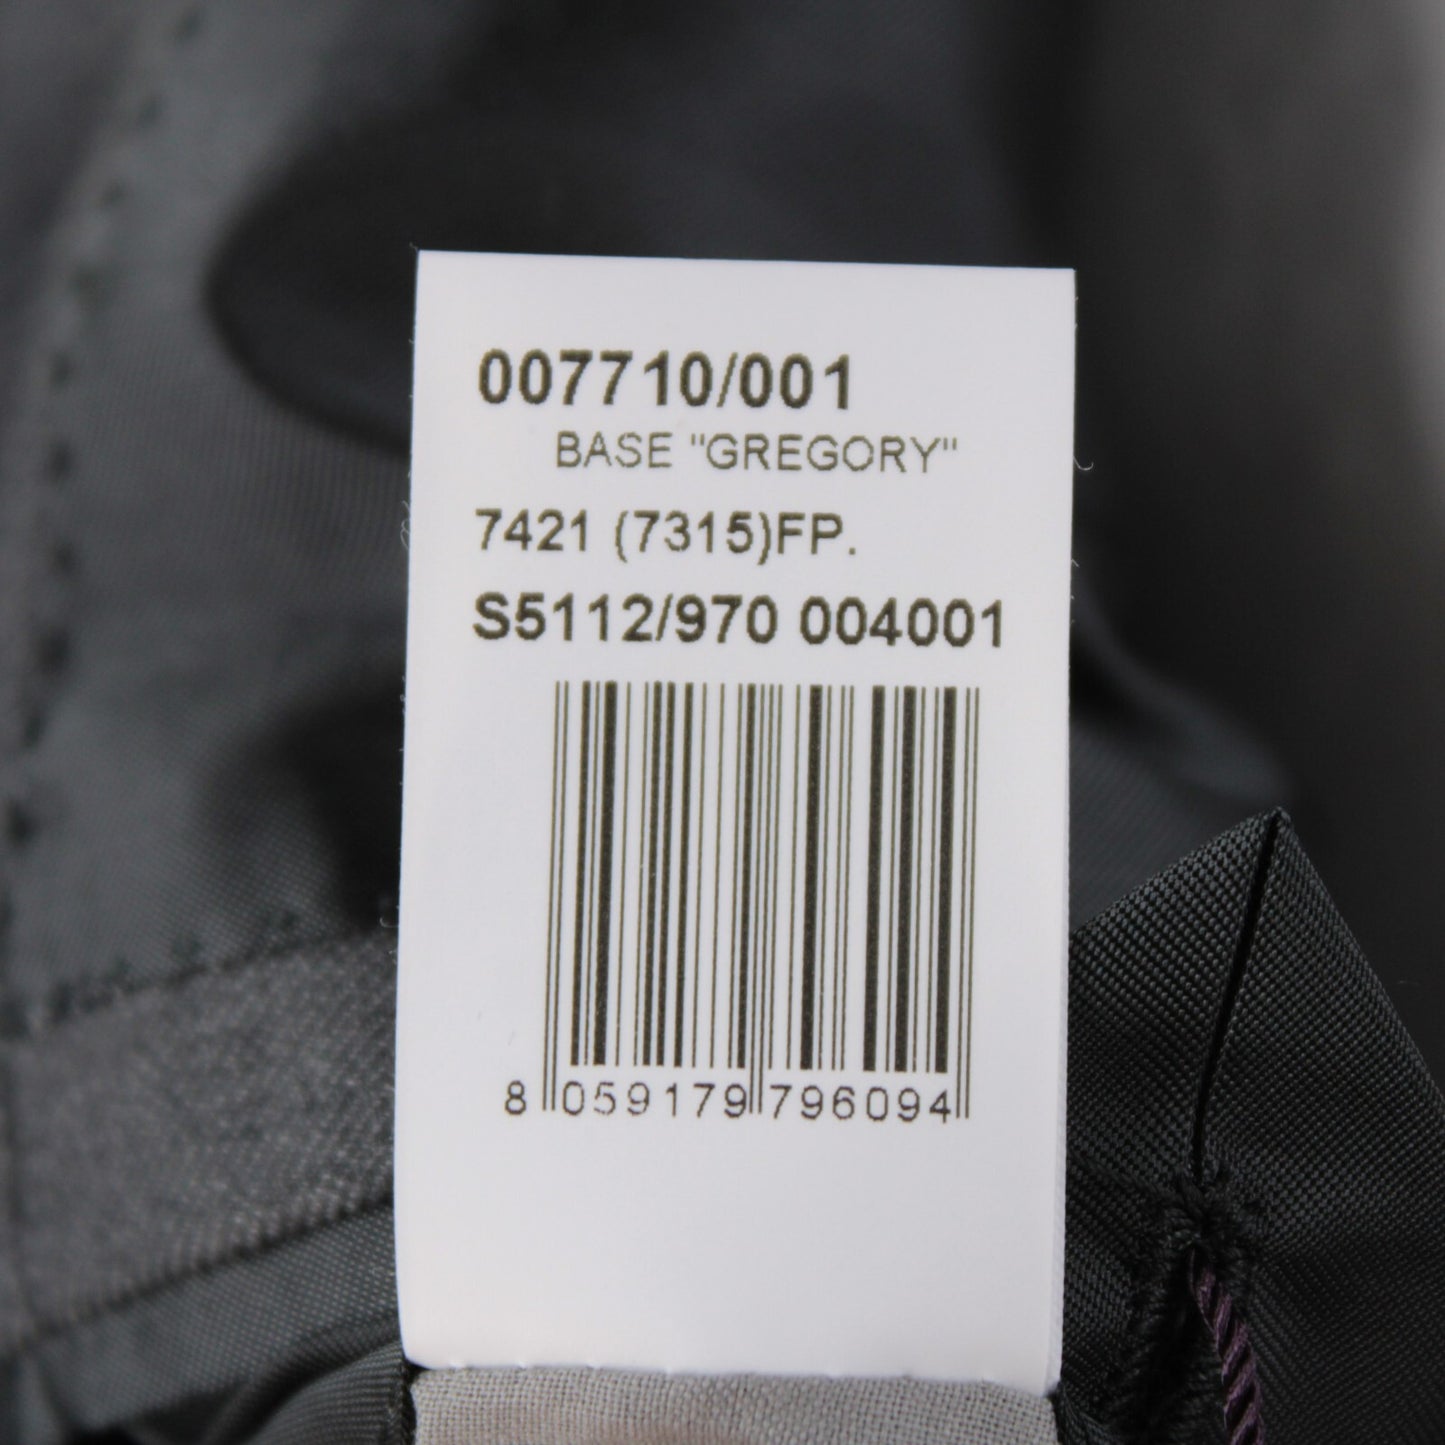 007710/001
BASE "GREGORY"
7421 (7315)FP.
S5112/970 004001
8 059179 796094